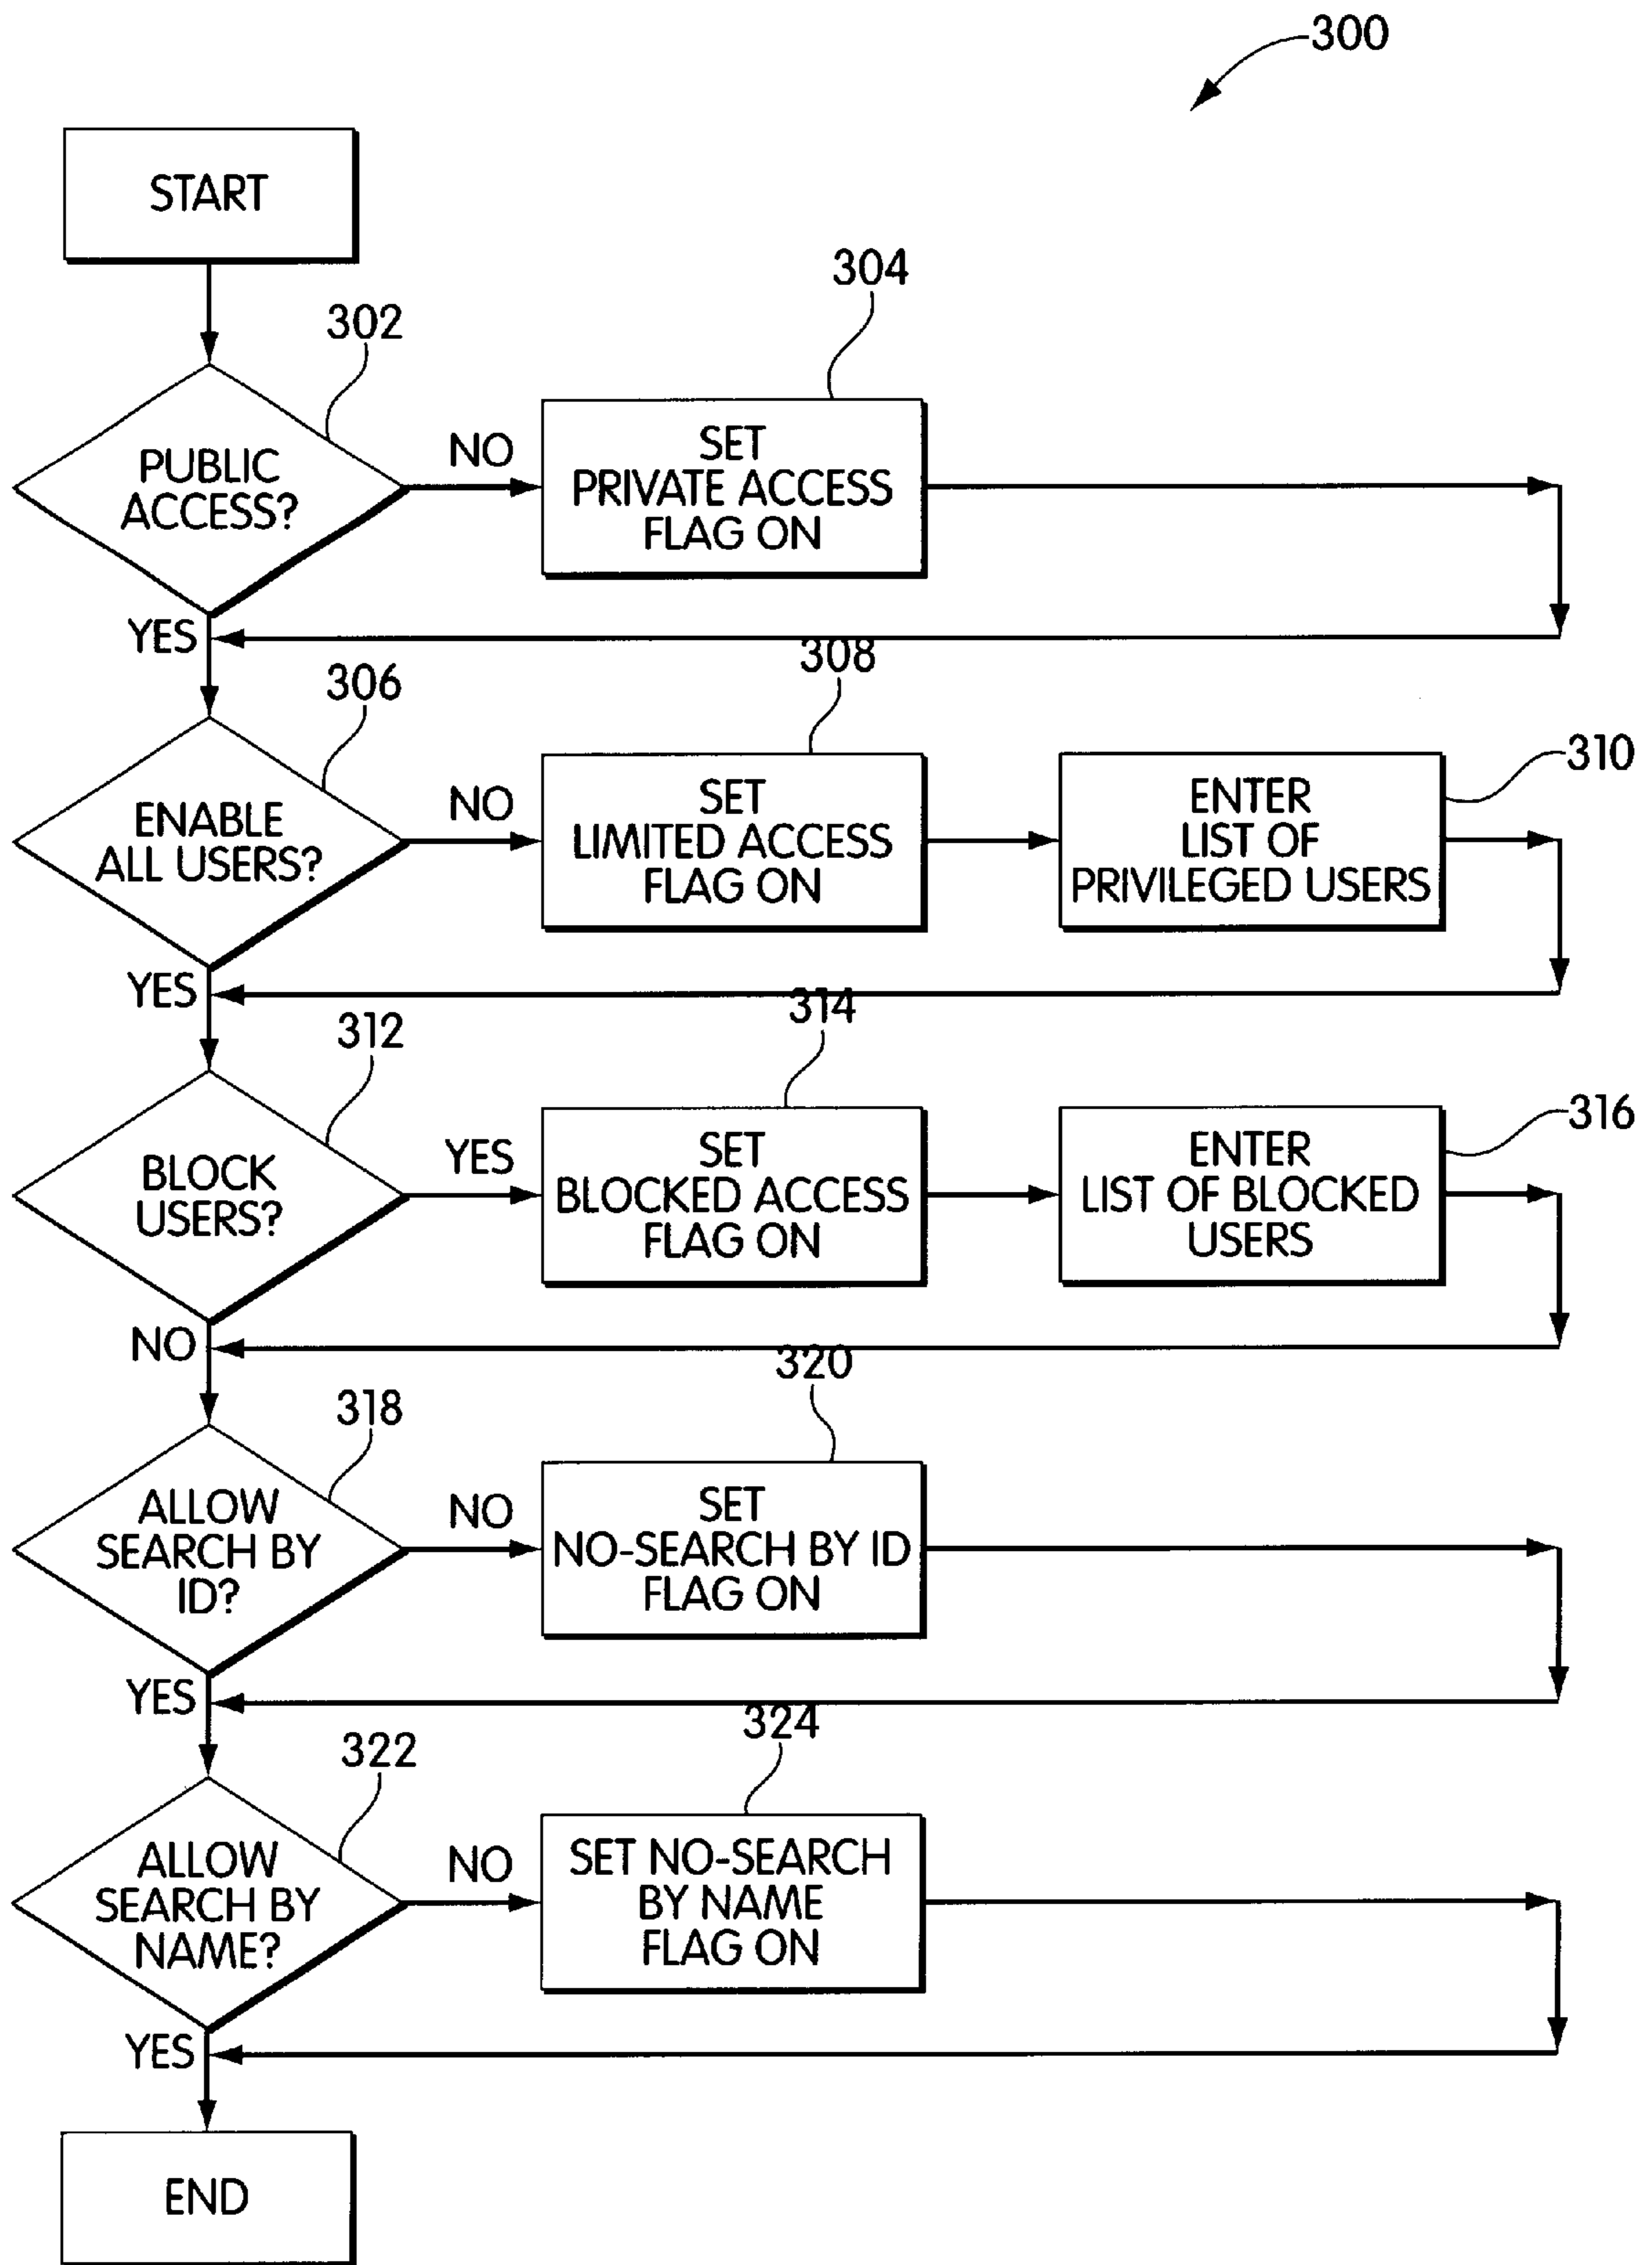 300
START
302
304
PUBLIC
ACCESS?
NO
SET
PRIVATE ACCESS
FLAG ON
YES
306
308
310
ENABLE
ALL USERS?
NO
SET
LIMITED ACCESS
FLAG ON
ENTER
LIST OF
PRIVILEGED USERS
YES
312
314
316
BLOCK
USERS?
YES
SET
BLOCKED ACCESS
FLAG ON
ENTER
LIST OF BLOCKED
USERS
NO
318
320
ALLOW
SEARCH BY
ID?
NO
SET
NO-SEARCH BY ID
FLAG ON
YES
322
324
ALLOW
SEARCH BY
NAME?
NO
SET NO-SEARCH
BY NAME
FLAG ON
YES
END